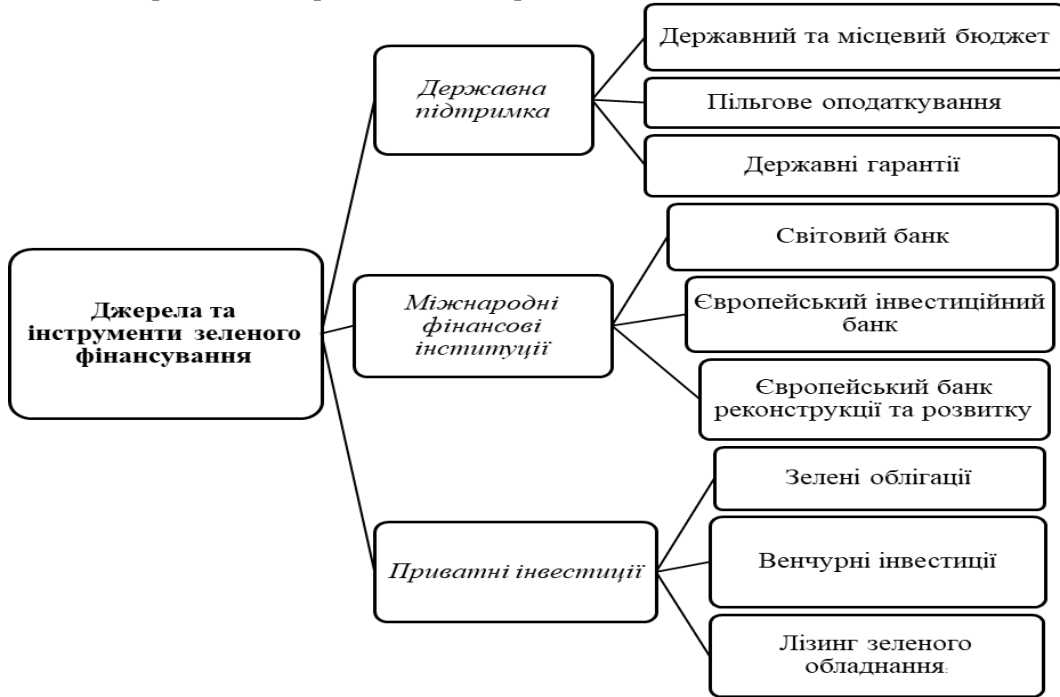 Державний та місцевий бюджет
Державна
підтримка
Пільгове оподаткування
Державні гарантії
Світовий банк
Джерела та
інструменти зеленого
фінансування
Міжнародні
фінансові
інституції
Європейський інвестиційний
банк
Європейський банк
реконструкції та розвитку
Зелені облігації
Приватні інвестиції
Венчурні інвестиції
Лізинг зеленого
обладнання.